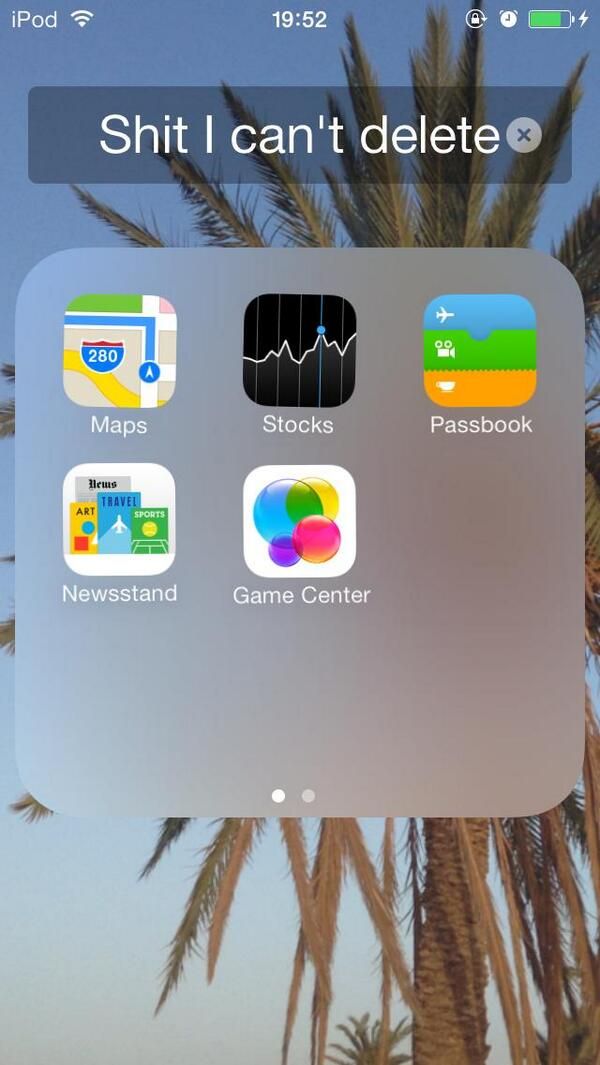 iPod 19:52
Shit I can't delete
280
Maps Stocks Passbook
News
TRAVEL
ART
SPORTS
Newsstand Game Center